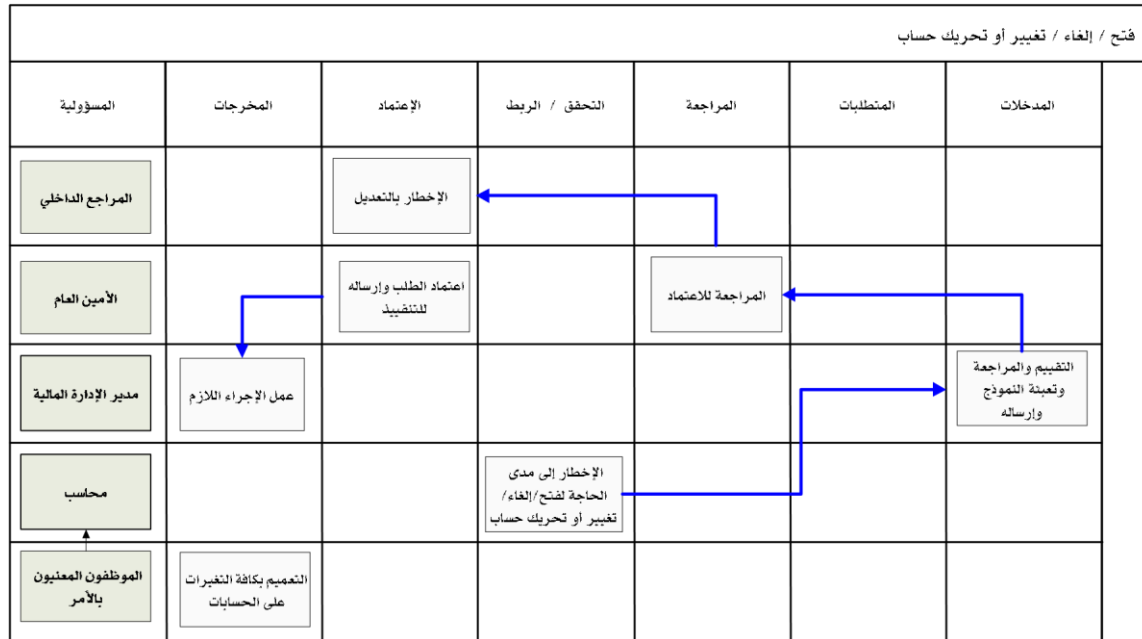 فتح / إلغاء / تغيير أو تحريك حساب
المدخلات
المتطلبات
المراجعة
التحقق / الربط
الإعتماد
المخرجات
المسؤولية
الإخطار بالتعديل
المراجع الداخلي
المراجعة للاعتماد
اعتماد الطلب وإرساله
للتنفييذ
الأمين العام
التقييم والمراجعة
وتعبئة النموذج
وإرساله
عمل الإجراء اللازم
مدير الإدارة المالية
الإخطار إلى مدى
الحاجة لفتح/إلغاء/
تغيير أو تحريك حساب
محاسب
التعميم بكافة التغيرات
على الحسابات
الموظفون المعنيون
بالأمر